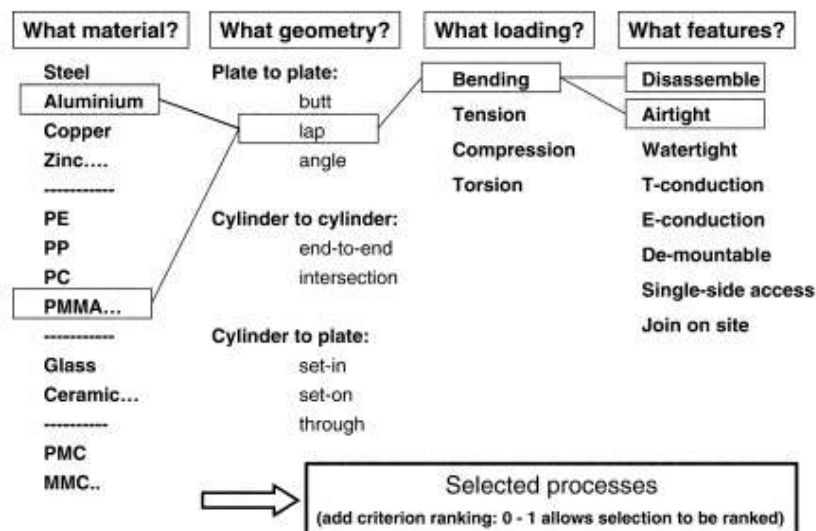 What material?
What geometry?
What loading?
What features?
Steel
Aluminium
Copper
Zinc....
-----------
PE
PP
PC
PMMA...
-----------
Glass
Ceramic...
----------
PMC
MMC..
Plate to plate:
butt
lap
angle
Cylinder to cylinder:
end-to-end
intersection
Cylinder to plate:
set-in
set-on
through
Bending
Tension
Compression
Torsion
Disassemble
Airtight
Watertight
T-conduction
E-conduction
De-mountable
Single-side access
Join on site
Selected processes
(add criterion ranking: 0 - 1 allows selection to be ranked)